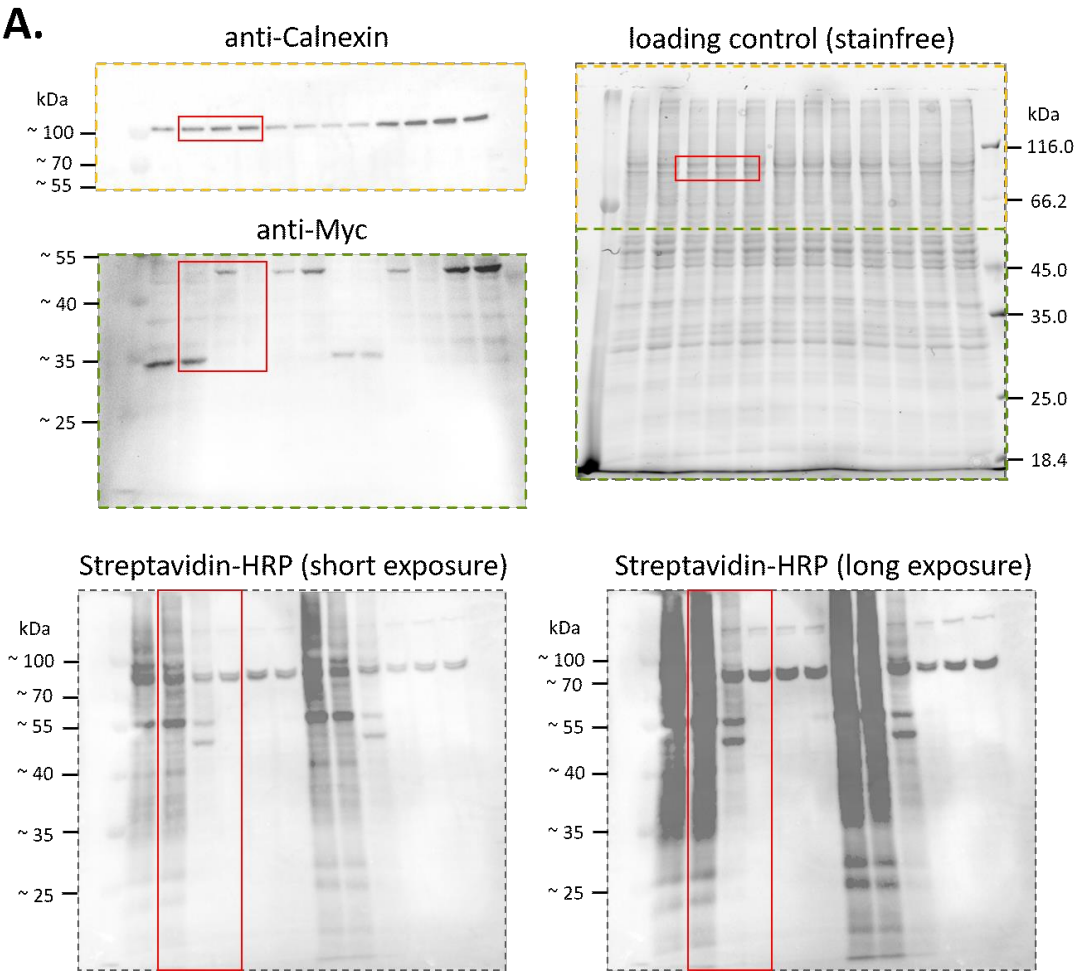 A.
anti-Calnexin
kDa
~ 100
~ 70
~ 55
loading control (stainfree)
kDa
116.0
66.2
45.0
35.0
25.0
18.4
anti-Myc
~ 55
~ 40
~ 35
~ 25
Streptavidin-HRP (short exposure)
kDa
~ 100
~ 70
~ 55
~ 40
~ 35
~ 25
Streptavidin-HRP (long exposure)
kDa
~ 100
~ 70
~ 55
~ 40
~ 35
~ 25